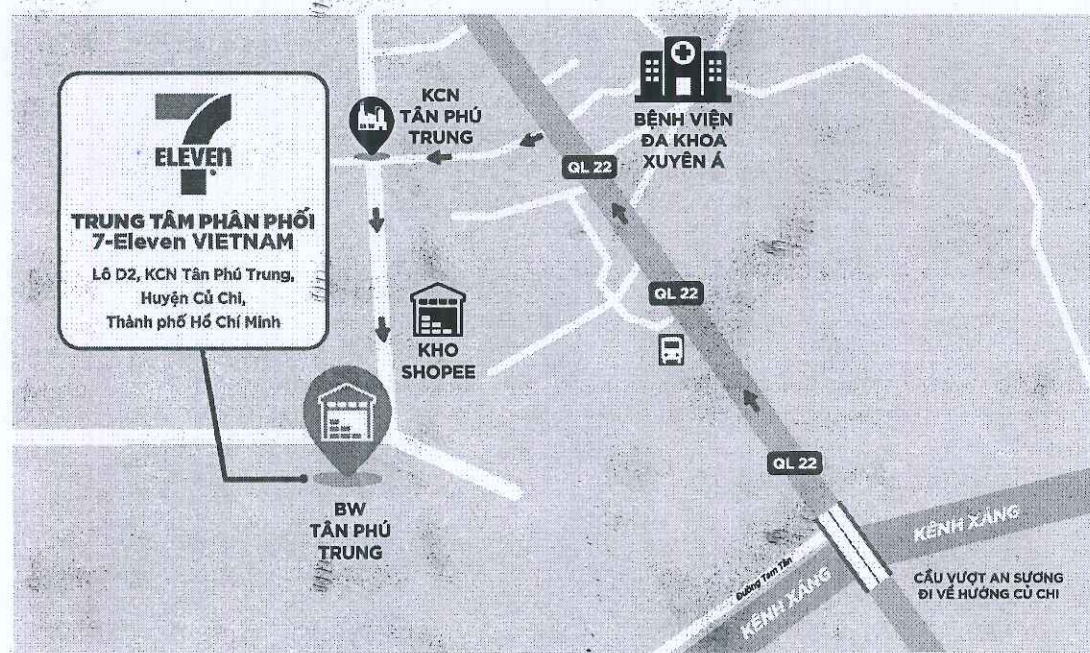 7
ELEVEn
TRUNG TÂM PHÂN PHỐI
7-Eleven VIETNAM
Lô D2, KCN Tân Phú Trung,
Huyện Củ Chi,
Thành phố Hồ Chí Minh
KCN
TÂN PHÚ
TRUNG
BỆNH VIỆN
ĐA KHOA
XUYÊN Á
QL 22
QL 22
KHO
SHOPEE
QL 22
BW
TÂN PHÚ
TRUNG
KÊNH XÁNG
Đường Tam Tân
KÊNH XÁNG
CẦU VƯỢT AN SƯƠNG
ĐI VỀ HƯỚNG CỦ CHI